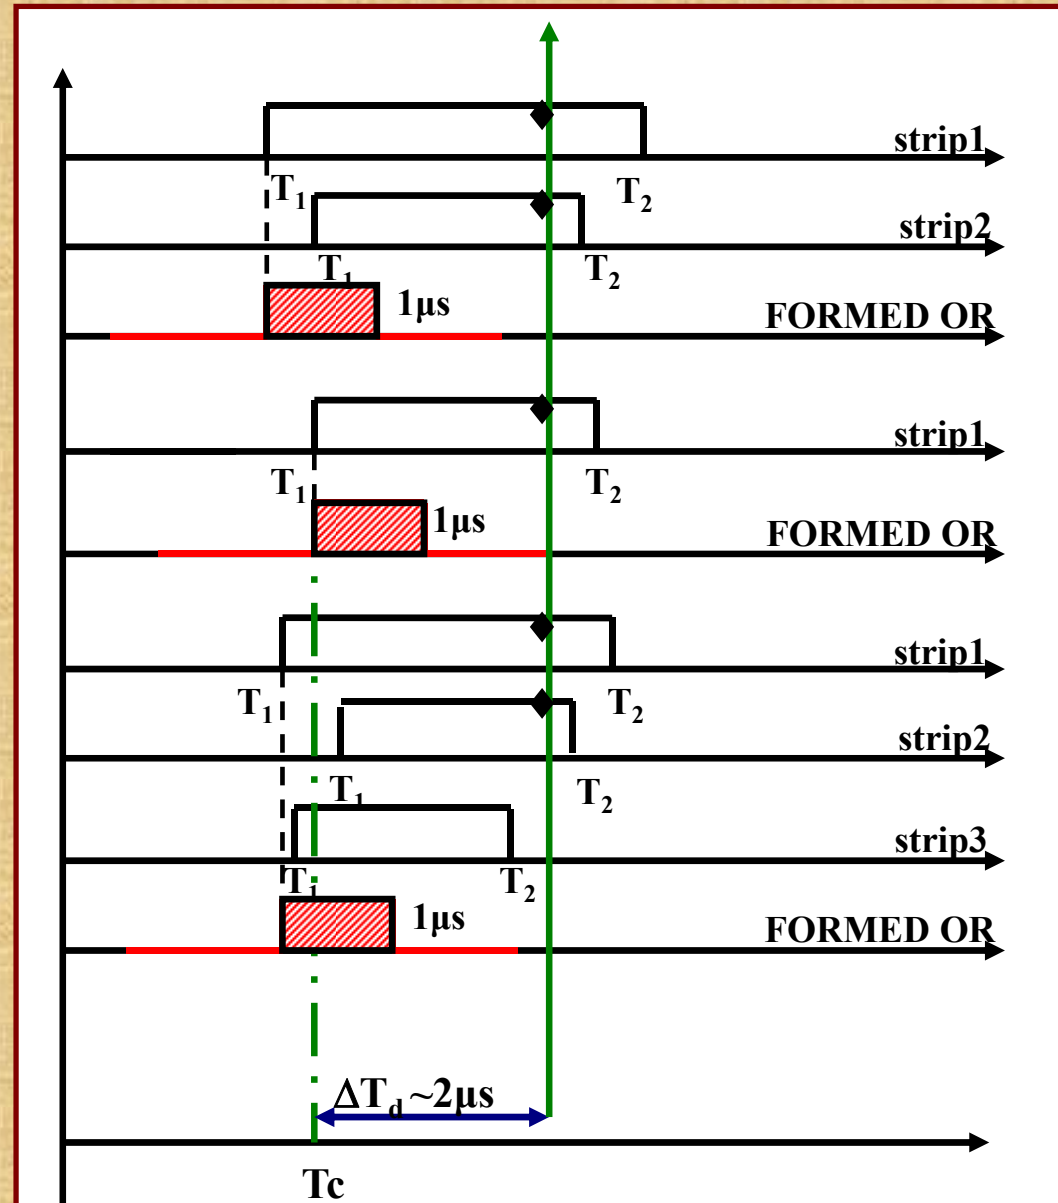 strip1
T₁ T₂
strip2
T₁ T₂
1μs FORMED OR
strip1
T₁ T₂
1μs FORMED OR
strip1
T₁ T₂
strip2
T₁ T₂
strip3
T₁ T₂
1μs FORMED OR
ΔT_d ~2μs
Tc